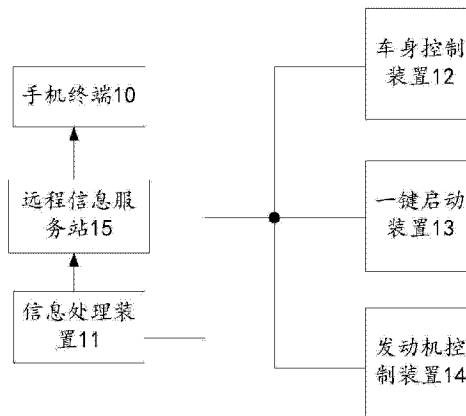 手机终端10
远程信息服
务站15
信息处理装
置11
车身控制
装置12
一键启动
装置13
发动机控
制装置14